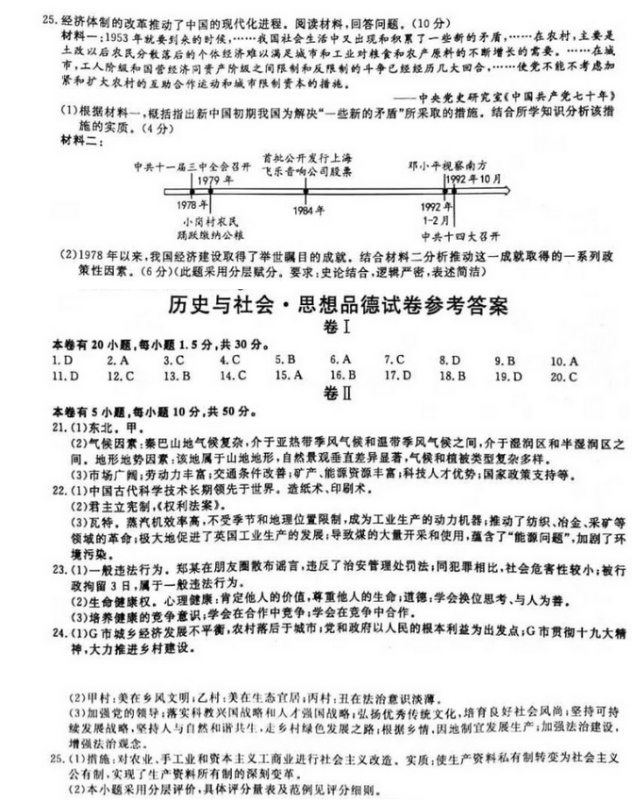 25.经济体制的改革推动了中国的现代化进程。阅读材料,回答问题。(10分)
材料一:1953年就要到来的时候,……我国社会生活中又出现和积累了一些新的矛盾,……在农村,主要是
土改以后农民分散落后的个体经济难以满足城市和工业对粮食和农产原料的不断增长的需要。……在城
市,工人阶级和国营经济同资产阶级之间限制和反限制的斗争已经经历几大回合,……使党不能不考虑加
紧和扩大农村的互助合作运动和城市限制资本的措施。
——中央党史研究室《中国共产党七十年》
(1)根据材料一,概括指出新中国初期我国为解决“一些新的矛盾”所采取的措施。结合所学知识分析该措
施的实质。(4分)
材料二:
中共十一届三中全会召开
首批公开发行上海
飞乐音响公司股票
邓小平视察南方
1979年
1992年10月
1978年
1984年
1992年
1-2月
小岗村农民
踊跃缴纳公粮
中共十四大召开
(2)1978年以来,我国经济建设取得了举世瞩目的成就。结合材料二分析推动这一成就取得的一系列政
策性因素。(6分)(此题采用分层赋分。要求:史论结合,逻辑严密,表述简洁)
历史与社会·思想品德试卷参考答案
卷Ⅰ
本卷有20小题,每小题1.5分,共30分。
1.D 2.A 3.C 4.C 5.B 6.A 7.C 8.D 9.B 10.A
11.D 12.C 13.B 14.C 15.A 16.B 17.D 18.B 19.D 20.C
卷Ⅱ
本卷有5小题,每小题10分,共50分。
21.(1)东北。甲。
(2)气候因素:秦巴山地气候复杂,介于亚热带季风气候和温带季风气候之间,介于湿润区和半湿润区之
间。地形地势因素:该地属于山地地形,自然景观垂直差异显著,气候和植被类型复杂多样。
(3)市场广阔;劳动力丰富;交通条件改善;矿产、能源资源丰富;科技人才优势;国家政策支持等。
22.(1)中国古代科学技术长期领先于世界。造纸术、印刷术。
(2)君主立宪制,《权利法案》。
(3)瓦特。蒸汽机效率高,不受季节和地理位置限制,成为工业生产的动力机器;推动了纺织、冶金、采矿等
领域的革命;极大地促进了英国工业生产的发展;导致煤的大量开采和使用,蕴含了“能源问题”,加剧了环
境污染。
23.(1)一般违法行为。郑某在朋友圈散布谣言,违反了治安管理处罚法;同犯罪相比,社会危害性较小;被行
政拘留3日,属于一般违法行为。
(2)生命健康权。心理健康;肯定他人的价值,尊重他人的生命;道德;学会换位思考、与人为善。
(3)培养健康的竞争意识;学会在合作中竞争;学会在竞争中合作。
24.(1)G市城乡经济发展不平衡,农村落后于城市;党和政府以人民的根本利益为出发点;G市贯彻十九大精
神,大力推进乡村建设。
(2)甲村:美在乡风文明;乙村:美在生态宜居;丙村:丑在法治意识淡薄。
(3)加强党的领导;落实科教兴国战略和人才强国战略;弘扬优秀传统文化,培育良好社会风尚;坚持可持
续发展战略,坚持人与自然和谐共生,走乡村绿色发展之路;根据乡情,因地制宜发展生产;加强法治建设,
增强法治观念。
25.(1)措施:对农业、手工业和资本主义工商业进行社会主义改造。实质:使生产资料私有制转变为社会主义
公有制,实现了生产资料所有制的深刻变革。
(2)本小题采用分层评价,具体评分量表及范例见评分细则。